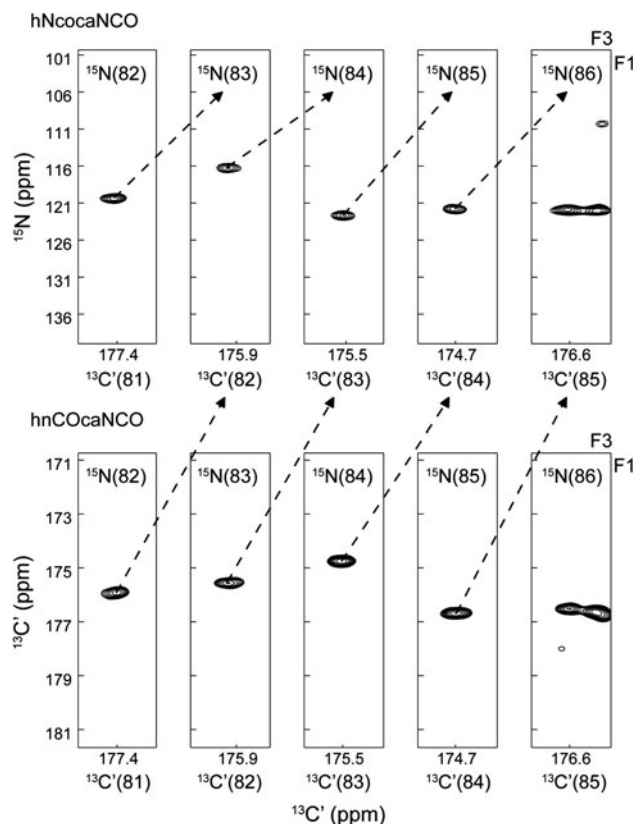 hNcocaNCO
F3
F1
¹⁵N(82) ¹⁵N(83) ¹⁵N(84) ¹⁵N(85) ¹⁵N(86)
101
106
111
116
121
126
131
136
¹⁵N (ppm)
177.4 175.9 175.5 174.7 176.6
¹³C'(81) ¹³C'(82) ¹³C'(83) ¹³C'(84) ¹³C'(85)
hnCOcaNCO
F3
F1
¹⁵N(82) ¹⁵N(83) ¹⁵N(84) ¹⁵N(85) ¹⁵N(86)
171
173
175
177
179
181
¹³C' (ppm)
177.4 175.9 175.5 174.7 176.6
¹³C'(81) ¹³C'(82) ¹³C'(83) ¹³C'(84) ¹³C'(85)
¹³C' (ppm)